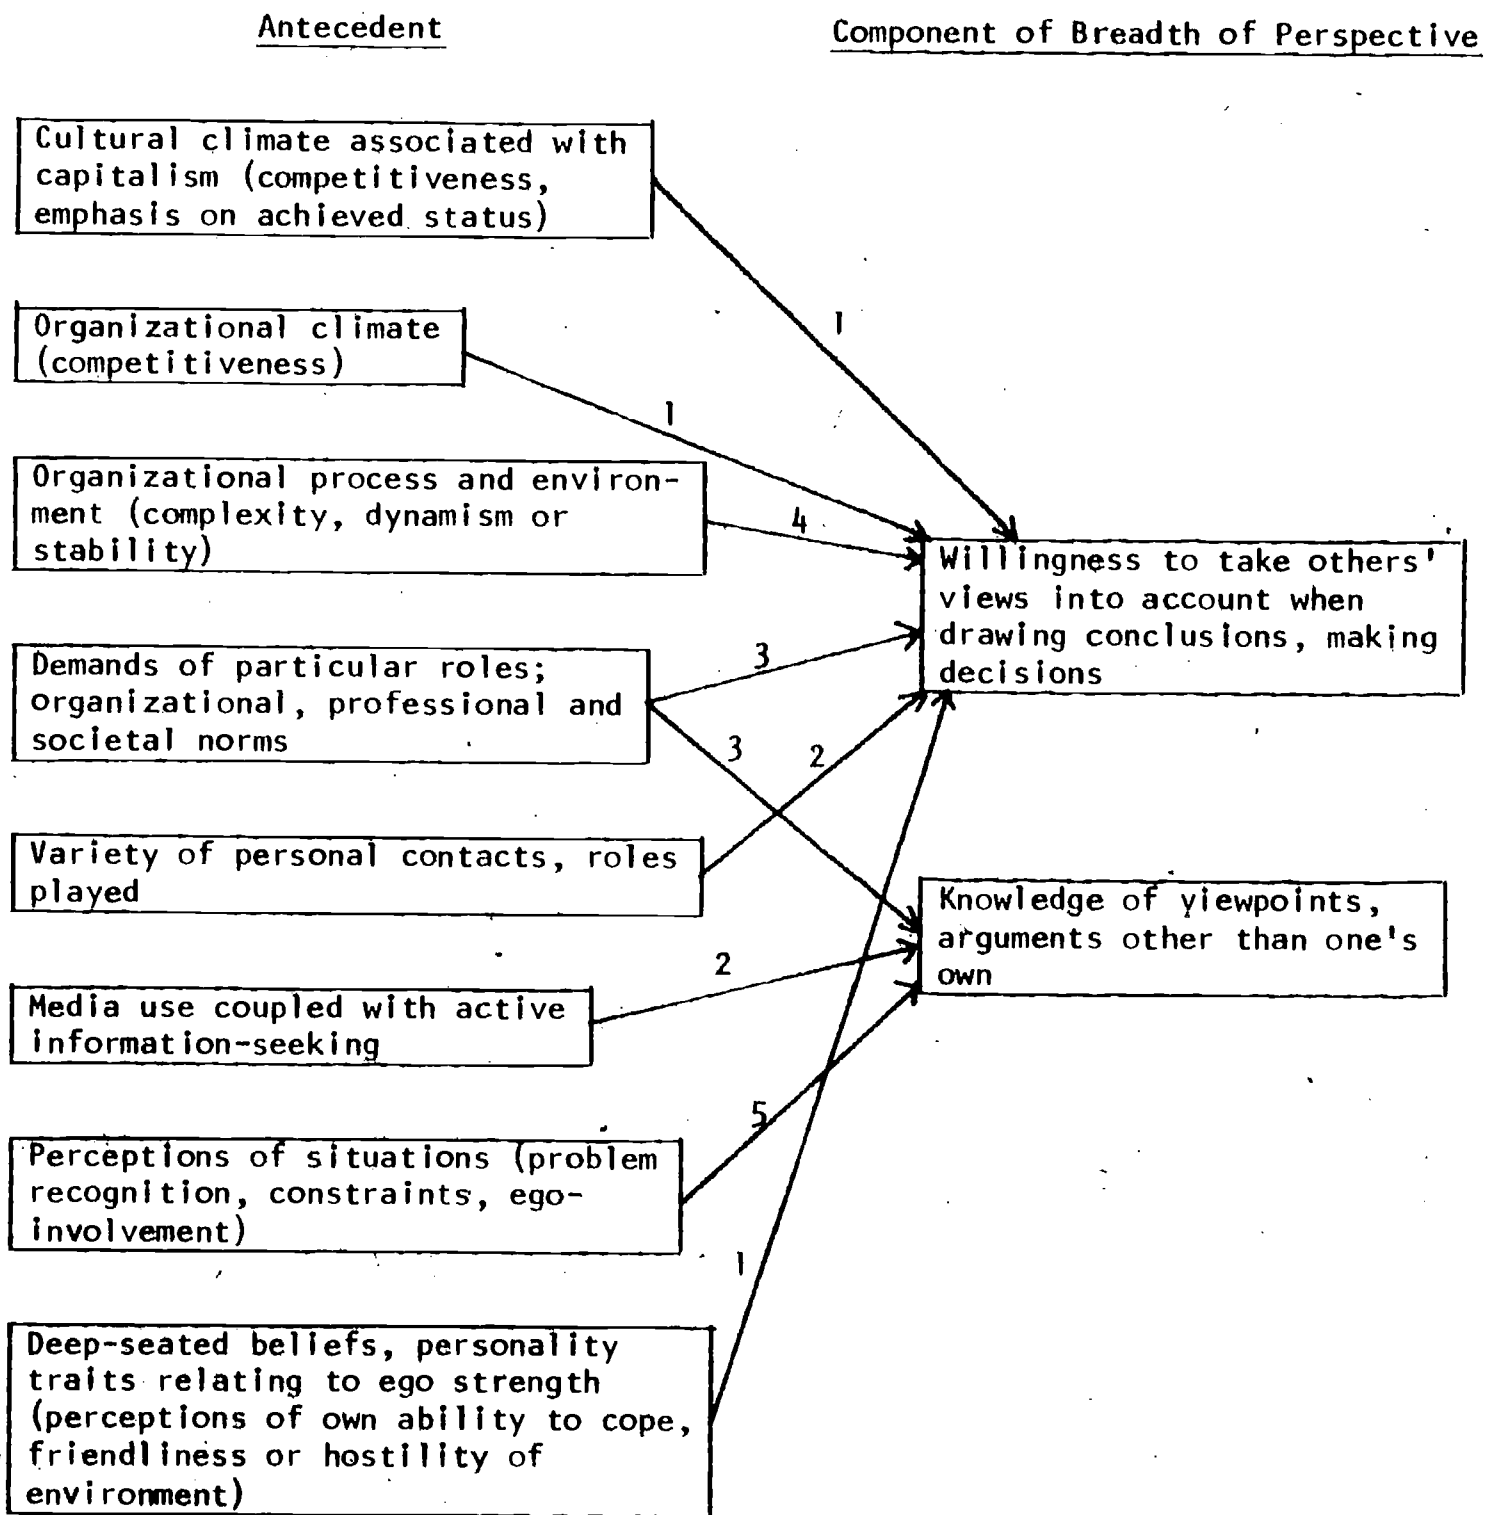 Antecedent
Component of Breadth of Perspective
Cultural climate associated with
capitalism (competitiveness,
emphasis on achieved status)
1
Organizational climate
(competitiveness)
1
Organizational process and environ-
ment (complexity, dynamism or
stability)
4
Willingness to take others'
views into account when
drawing conclusions, making
decisions
Demands of particular roles;
organizational, professional and
societal norms
3
3
2
Variety of personal contacts, roles
played
Knowledge of viewpoints,
arguments other than one's
own
2
Media use coupled with active
information-seeking
5
Perceptions of situations (problem
recognition, constraints, ego-
involvement)
1
Deep-seated beliefs, personality
traits relating to ego strength
(perceptions of own ability to cope,
friendliness or hostility of
environment)